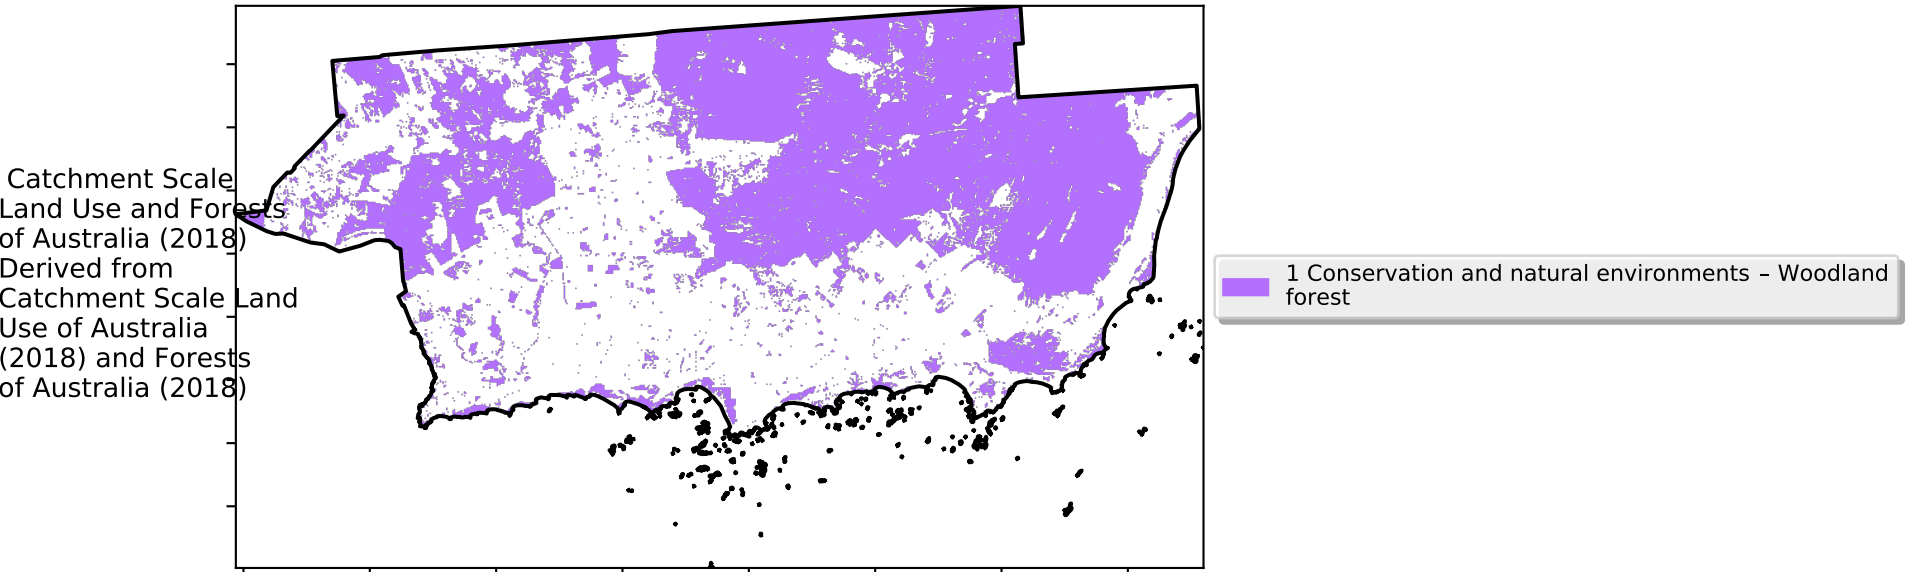 Catchment Scale
Land Use and Forests
of Australia (2018)
Derived from
Catchment Scale Land
Use of Australia
(2018) and Forests
of Australia (2018)
1 Conservation and natural environments – Woodland
forest